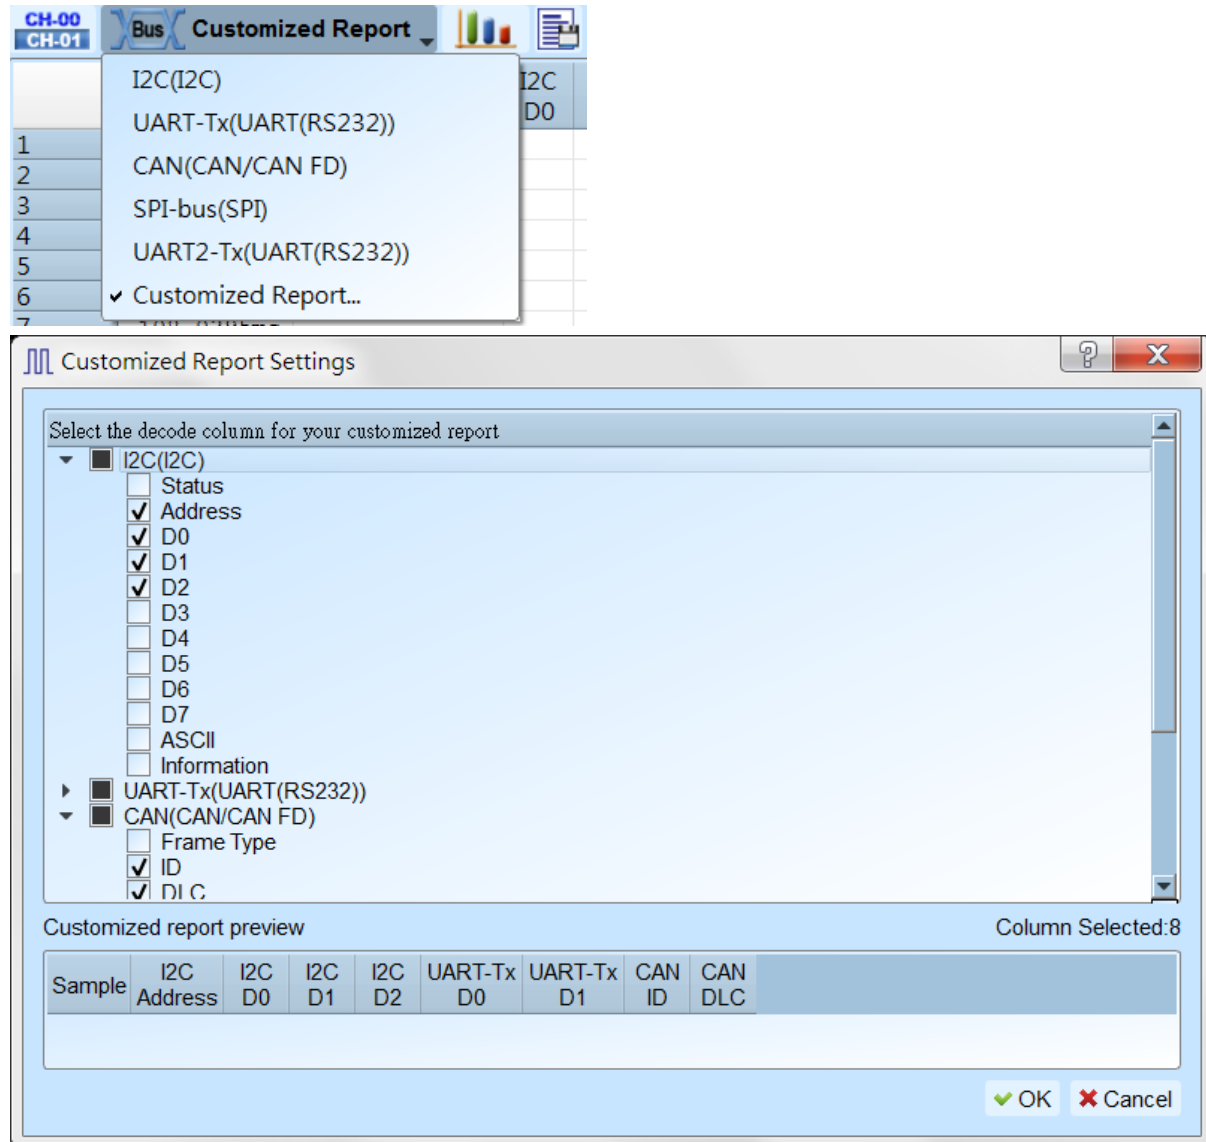 CH-00
CH-01
Bus Customized Report
I2C(I2C)
UART-Tx(UART(RS232))
CAN(CAN/CAN FD)
SPI-bus(SPI)
UART2-Tx(UART(RS232))
Customized Report...
I2C
D0
1
2
3
4
5
6
7
Customized Report Settings
Select the decode column for your customized report
I2C(I2C)
Status
Address
D0
D1
D2
D3
D4
D5
D6
D7
ASCII
Information
UART-Tx(UART(RS232))
CAN(CAN/CAN FD)
Frame Type
ID
DLC
Customized report preview Column Selected:8
Sample I2C I2C I2C I2C UART-Tx UART-Tx CAN CAN
Address D0 D1 D2 D0 D1 ID DLC
OK Cancel